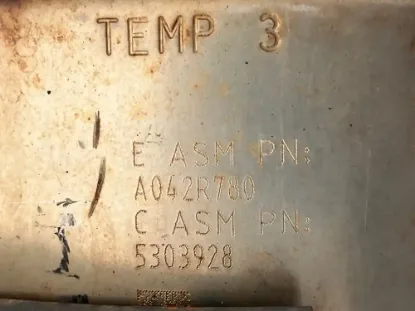 TEMP 3
E ASM PN:
A042R780
C ASM PN:
5303928